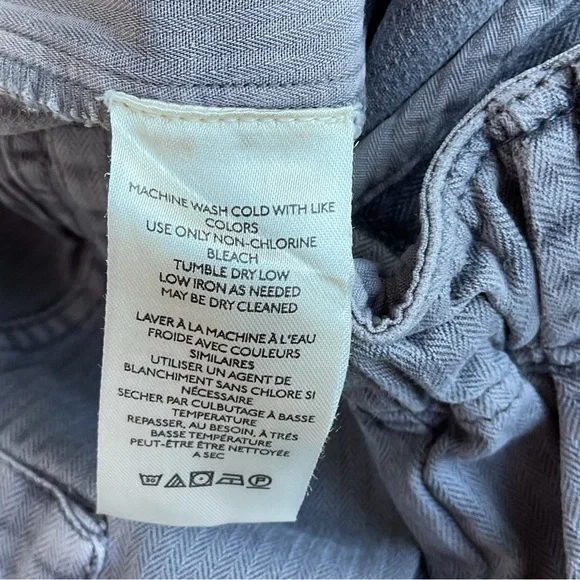 MACHINE WASH COLD WITH LIKE
COLORS
USE ONLY NON-CHLORINE
BLEACH
TUMBLE DRY LOW
LOW IRON AS NEEDED
MAY BE DRY CLEANED
LAVER À LA MACHINE À L'EAU
FROIDE AVEC COULEURS
SIMILAIRES
UTILISER UN AGENT DE
BLANCHIMENT SANS CHLORE SI
NÉCESSAIRE
SECHER PAR CULBUTAGE À BASSE
TEMPERATURE
REPASSER, AU BESOIN, À TRÈS
BASSE TEMPÉRATURE
PEUT-ÊTRE ÊTRE NETTOYÉE
A SEC
P